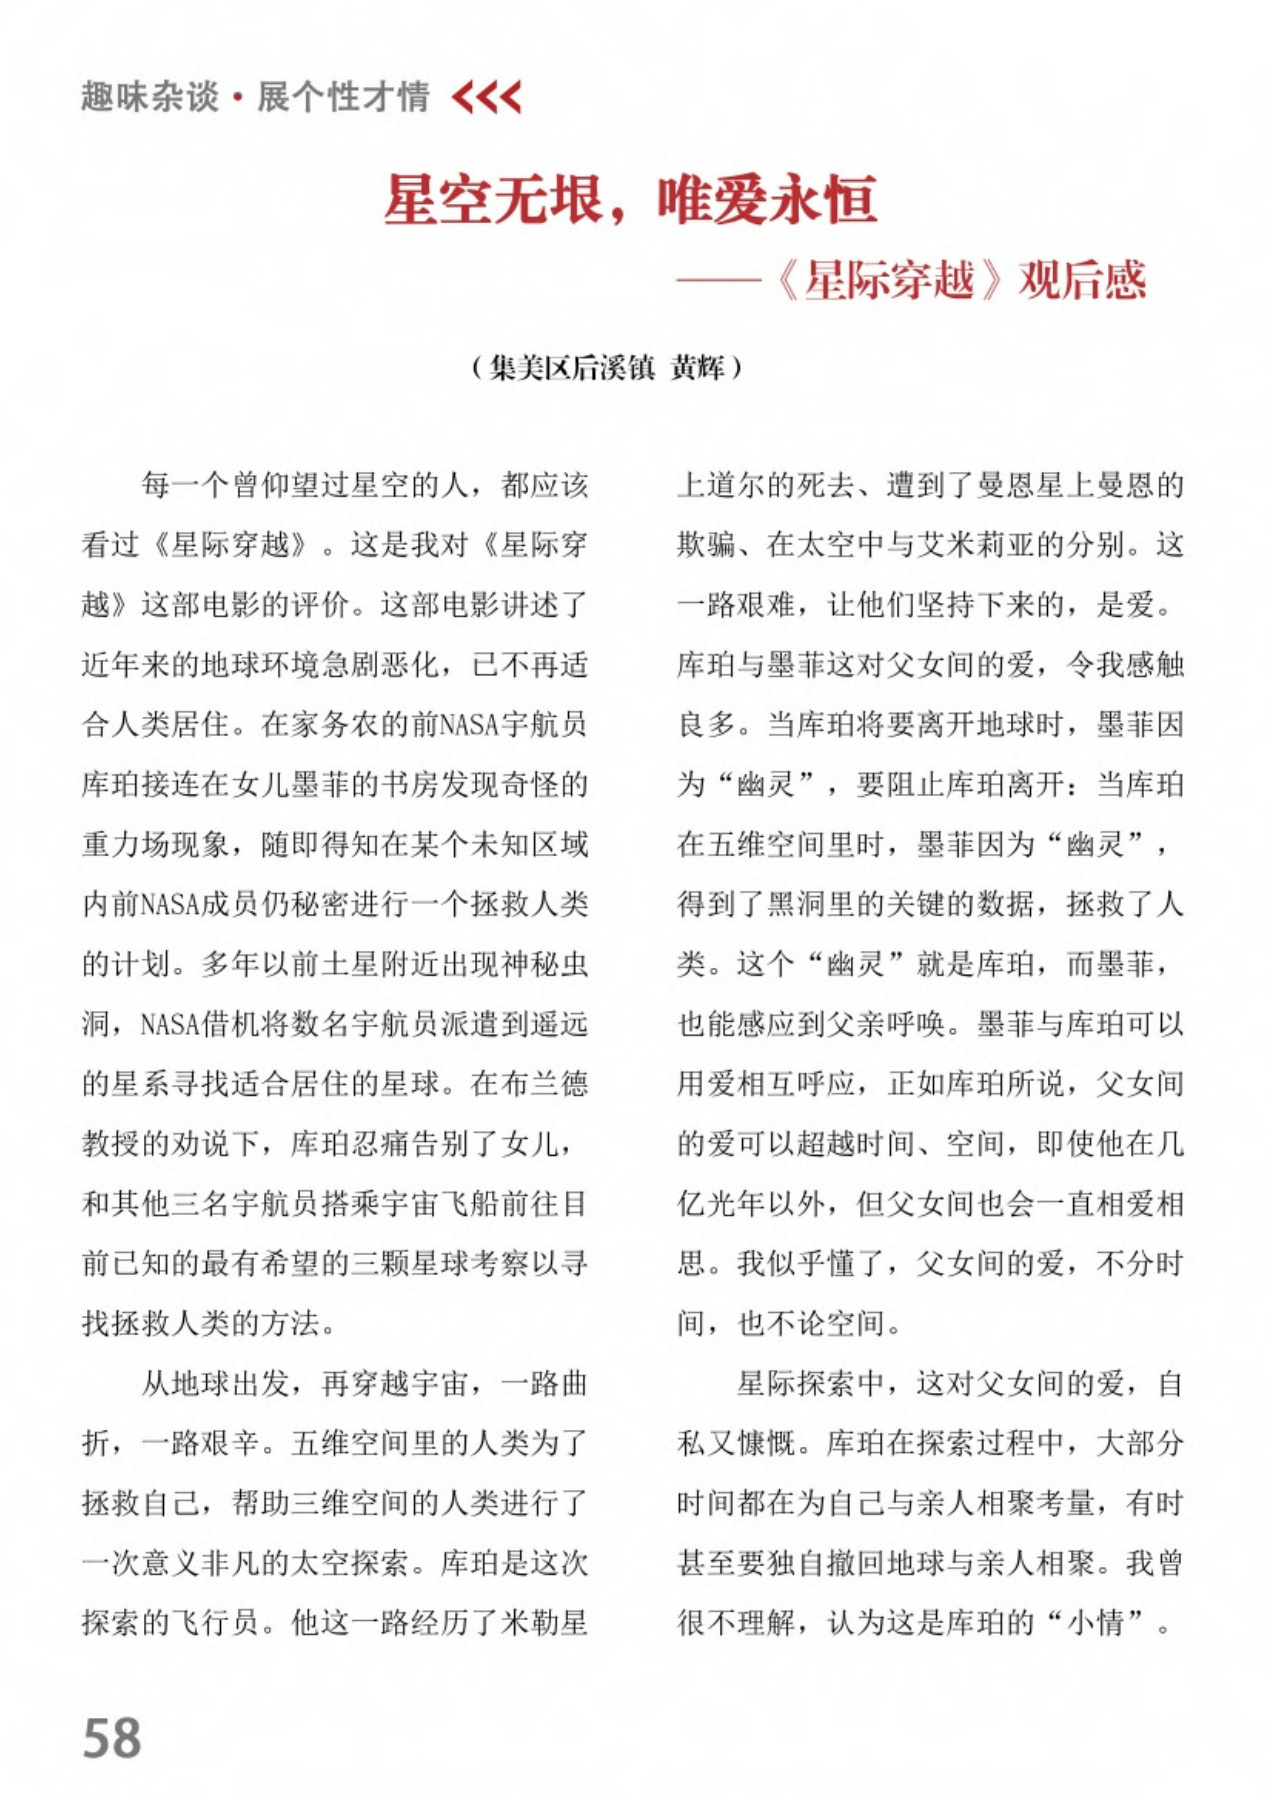 趣味杂谈·展个性才情
星空无垠，唯爱永恒
——《星际穿越》观后感
（集美区后溪镇 黄辉）
每一个曾仰望过星空的人，都应该
看过《星际穿越》。这是我对《星际穿
越》这部电影的评价。这部电影讲述了
近年来的地球环境急剧恶化，已不再适
合人类居住。在家务农的前NASA宇航员
库珀接连在女儿墨菲的书房发现奇怪的
重力场现象，随即得知在某个未知区域
内前NASA成员仍秘密进行一个拯救人类
的计划。多年以前土星附近出现神秘虫
洞，NASA借机将数名宇航员派遣到遥远
的星系寻找适合居住的星球。在布兰德
教授的劝说下，库珀忍痛告别了女儿，
和其他三名宇航员搭乘宇宙飞船前往目
前已知的最有希望的三颗星球考察以寻
找拯救人类的方法。
从地球出发，再穿越宇宙，一路曲
折，一路艰辛。五维空间里的人类为了
拯救自己，帮助三维空间的人类进行了
一次意义非凡的太空探索。库珀是这次
探索的飞行员。他这一路经历了米勒星
上道尔的死去、遭到了曼恩星上曼恩的
欺骗、在太空中与艾米莉亚的分别。这
一路艰难，让他们坚持下来的，是爱。
库珀与墨菲这对父女间的爱，令我感触
良多。当库珀将要离开地球时，墨菲因
为“幽灵”，要阻止库珀离开：当库珀
在五维空间里时，墨菲因为“幽灵”，
得到了黑洞里的关键的数据，拯救了人
类。这个“幽灵”就是库珀，而墨菲，
也能感应到父亲呼唤。墨菲与库珀可以
用爱相互呼应，正如库珀所说，父女间
的爱可以超越时间、空间，即使他在几
亿光年以外，但父女间也会一直相爱相
思。我似乎懂了，父女间的爱，不分时
间，也不论空间。
星际探索中，这对父女间的爱，自
私又慷慨。库珀在探索过程中，大部分
时间都在为自己与亲人相聚考量，有时
甚至要独自撤回地球与亲人相聚。我曾
很不理解，认为这是库珀的“小情”。
58